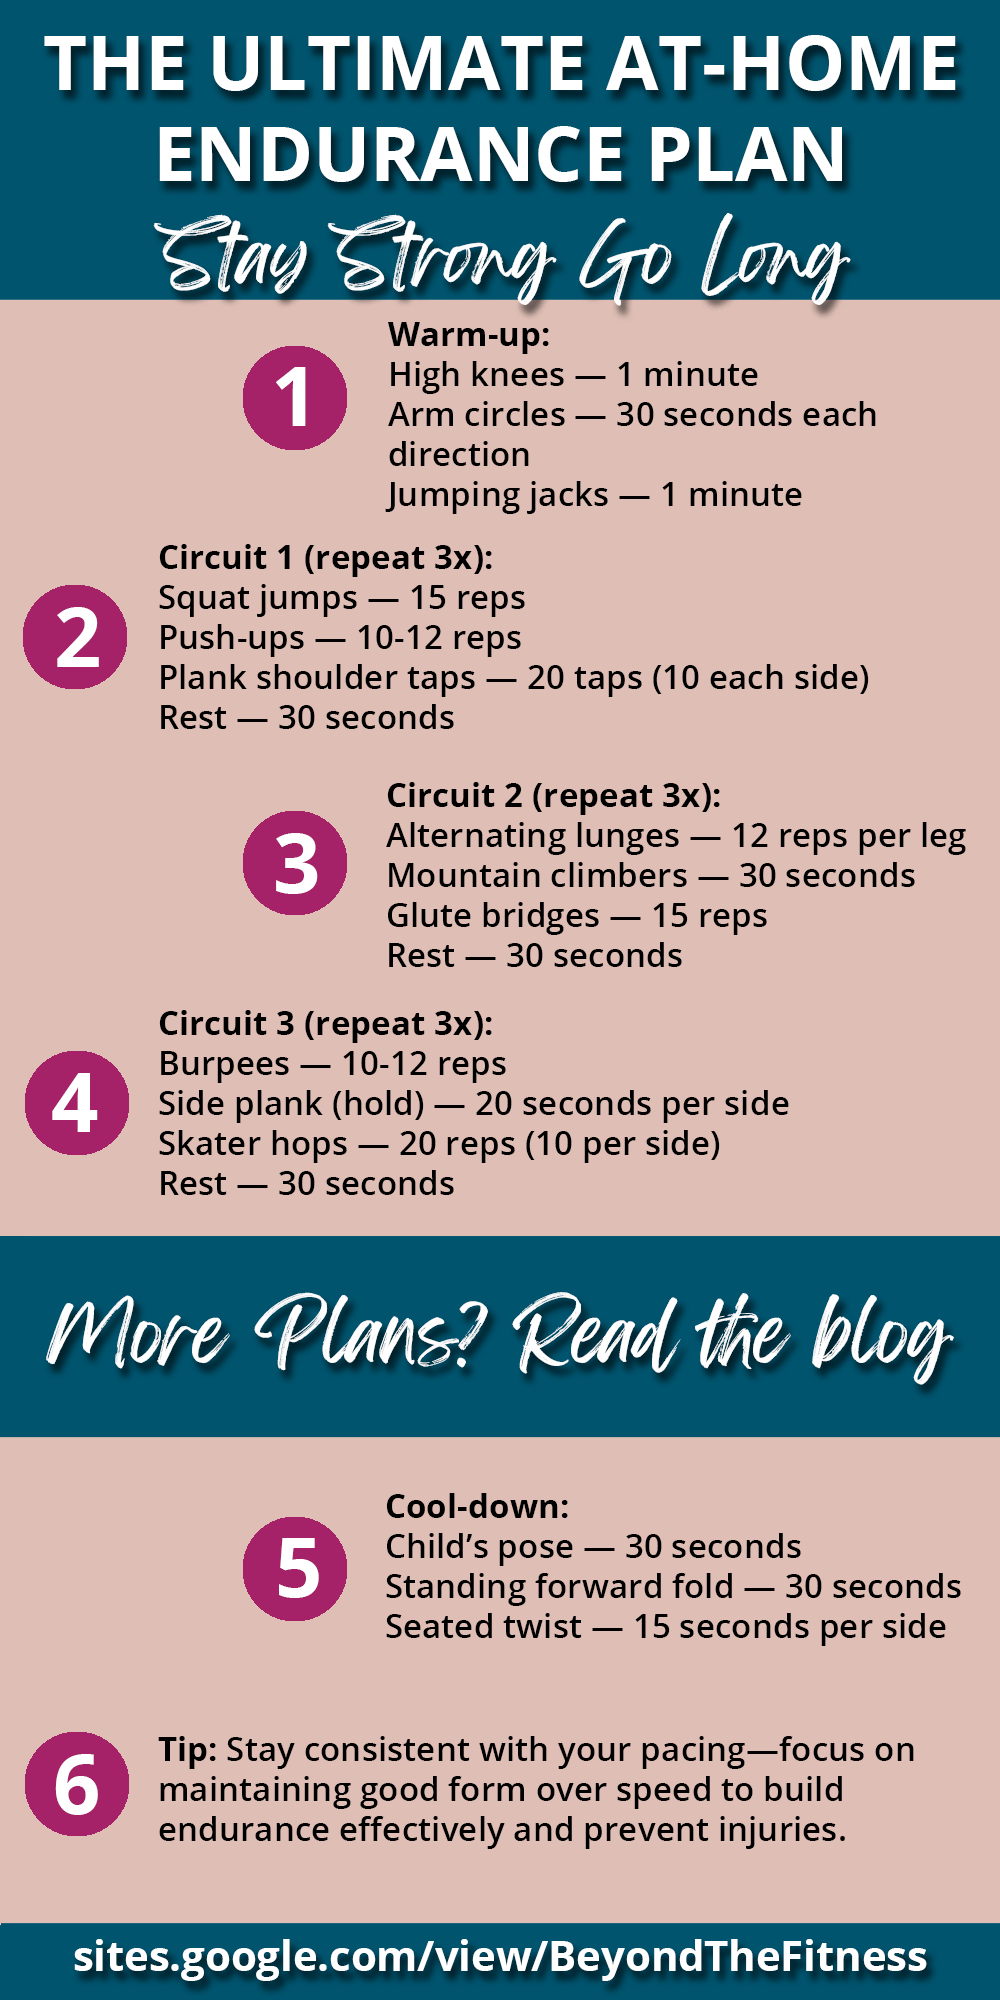 THE ULTIMATE AT-HOME
ENDURANCE PLAN
Stay Strong Go Long
1
Warm-up:
High knees — 1 minute
Arm circles — 30 seconds each
direction
Jumping jacks — 1 minute
2
Circuit 1 (repeat 3x):
Squat jumps — 15 reps
Push-ups — 10-12 reps
Plank shoulder taps — 20 taps (10 each side)
Rest — 30 seconds
3
Circuit 2 (repeat 3x):
Alternating lunges — 12 reps per leg
Mountain climbers — 30 seconds
Glute bridges — 15 reps
Rest — 30 seconds
4
Circuit 3 (repeat 3x):
Burpees — 10-12 reps
Side plank (hold) — 20 seconds per side
Skater hops — 20 reps (10 per side)
Rest — 30 seconds
More Plans? Read the blog
5
Cool-down:
Child’s pose — 30 seconds
Standing forward fold — 30 seconds
Seated twist — 15 seconds per side
6
Tip: Stay consistent with your pacing—focus on
maintaining good form over speed to build
endurance effectively and prevent injuries.
sites.google.com/view/BeyondTheFitness